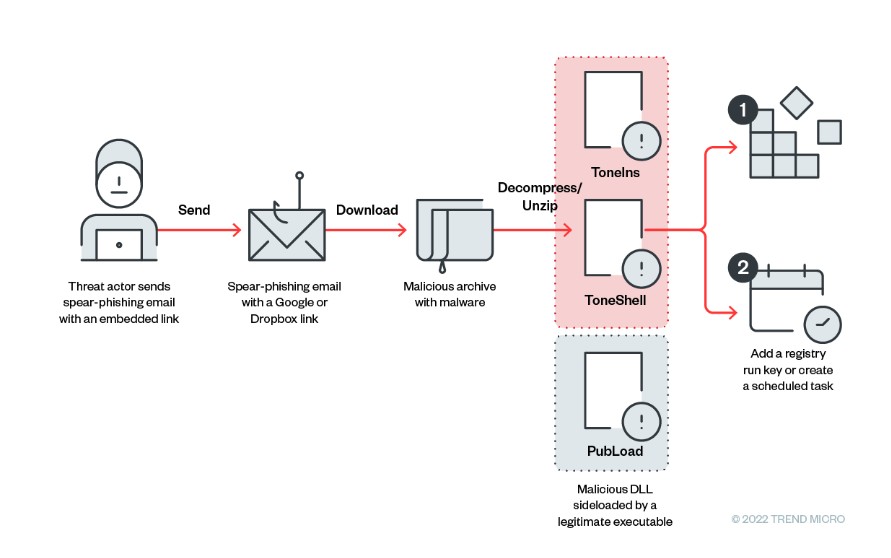 Send
Download
Decompress/
Unzip
Threat actor sends
spear-phishing email
with an embedded link
Spear-phishing email
with a Google or
Dropbox link
Malicious archive
with malware
ToneIns
ToneShell
PubLoad
Malicious DLL
sideloaded by a
legitimate executable
1
2
Add a registry
run key or create
a scheduled task
© 2022 TREND MICRO